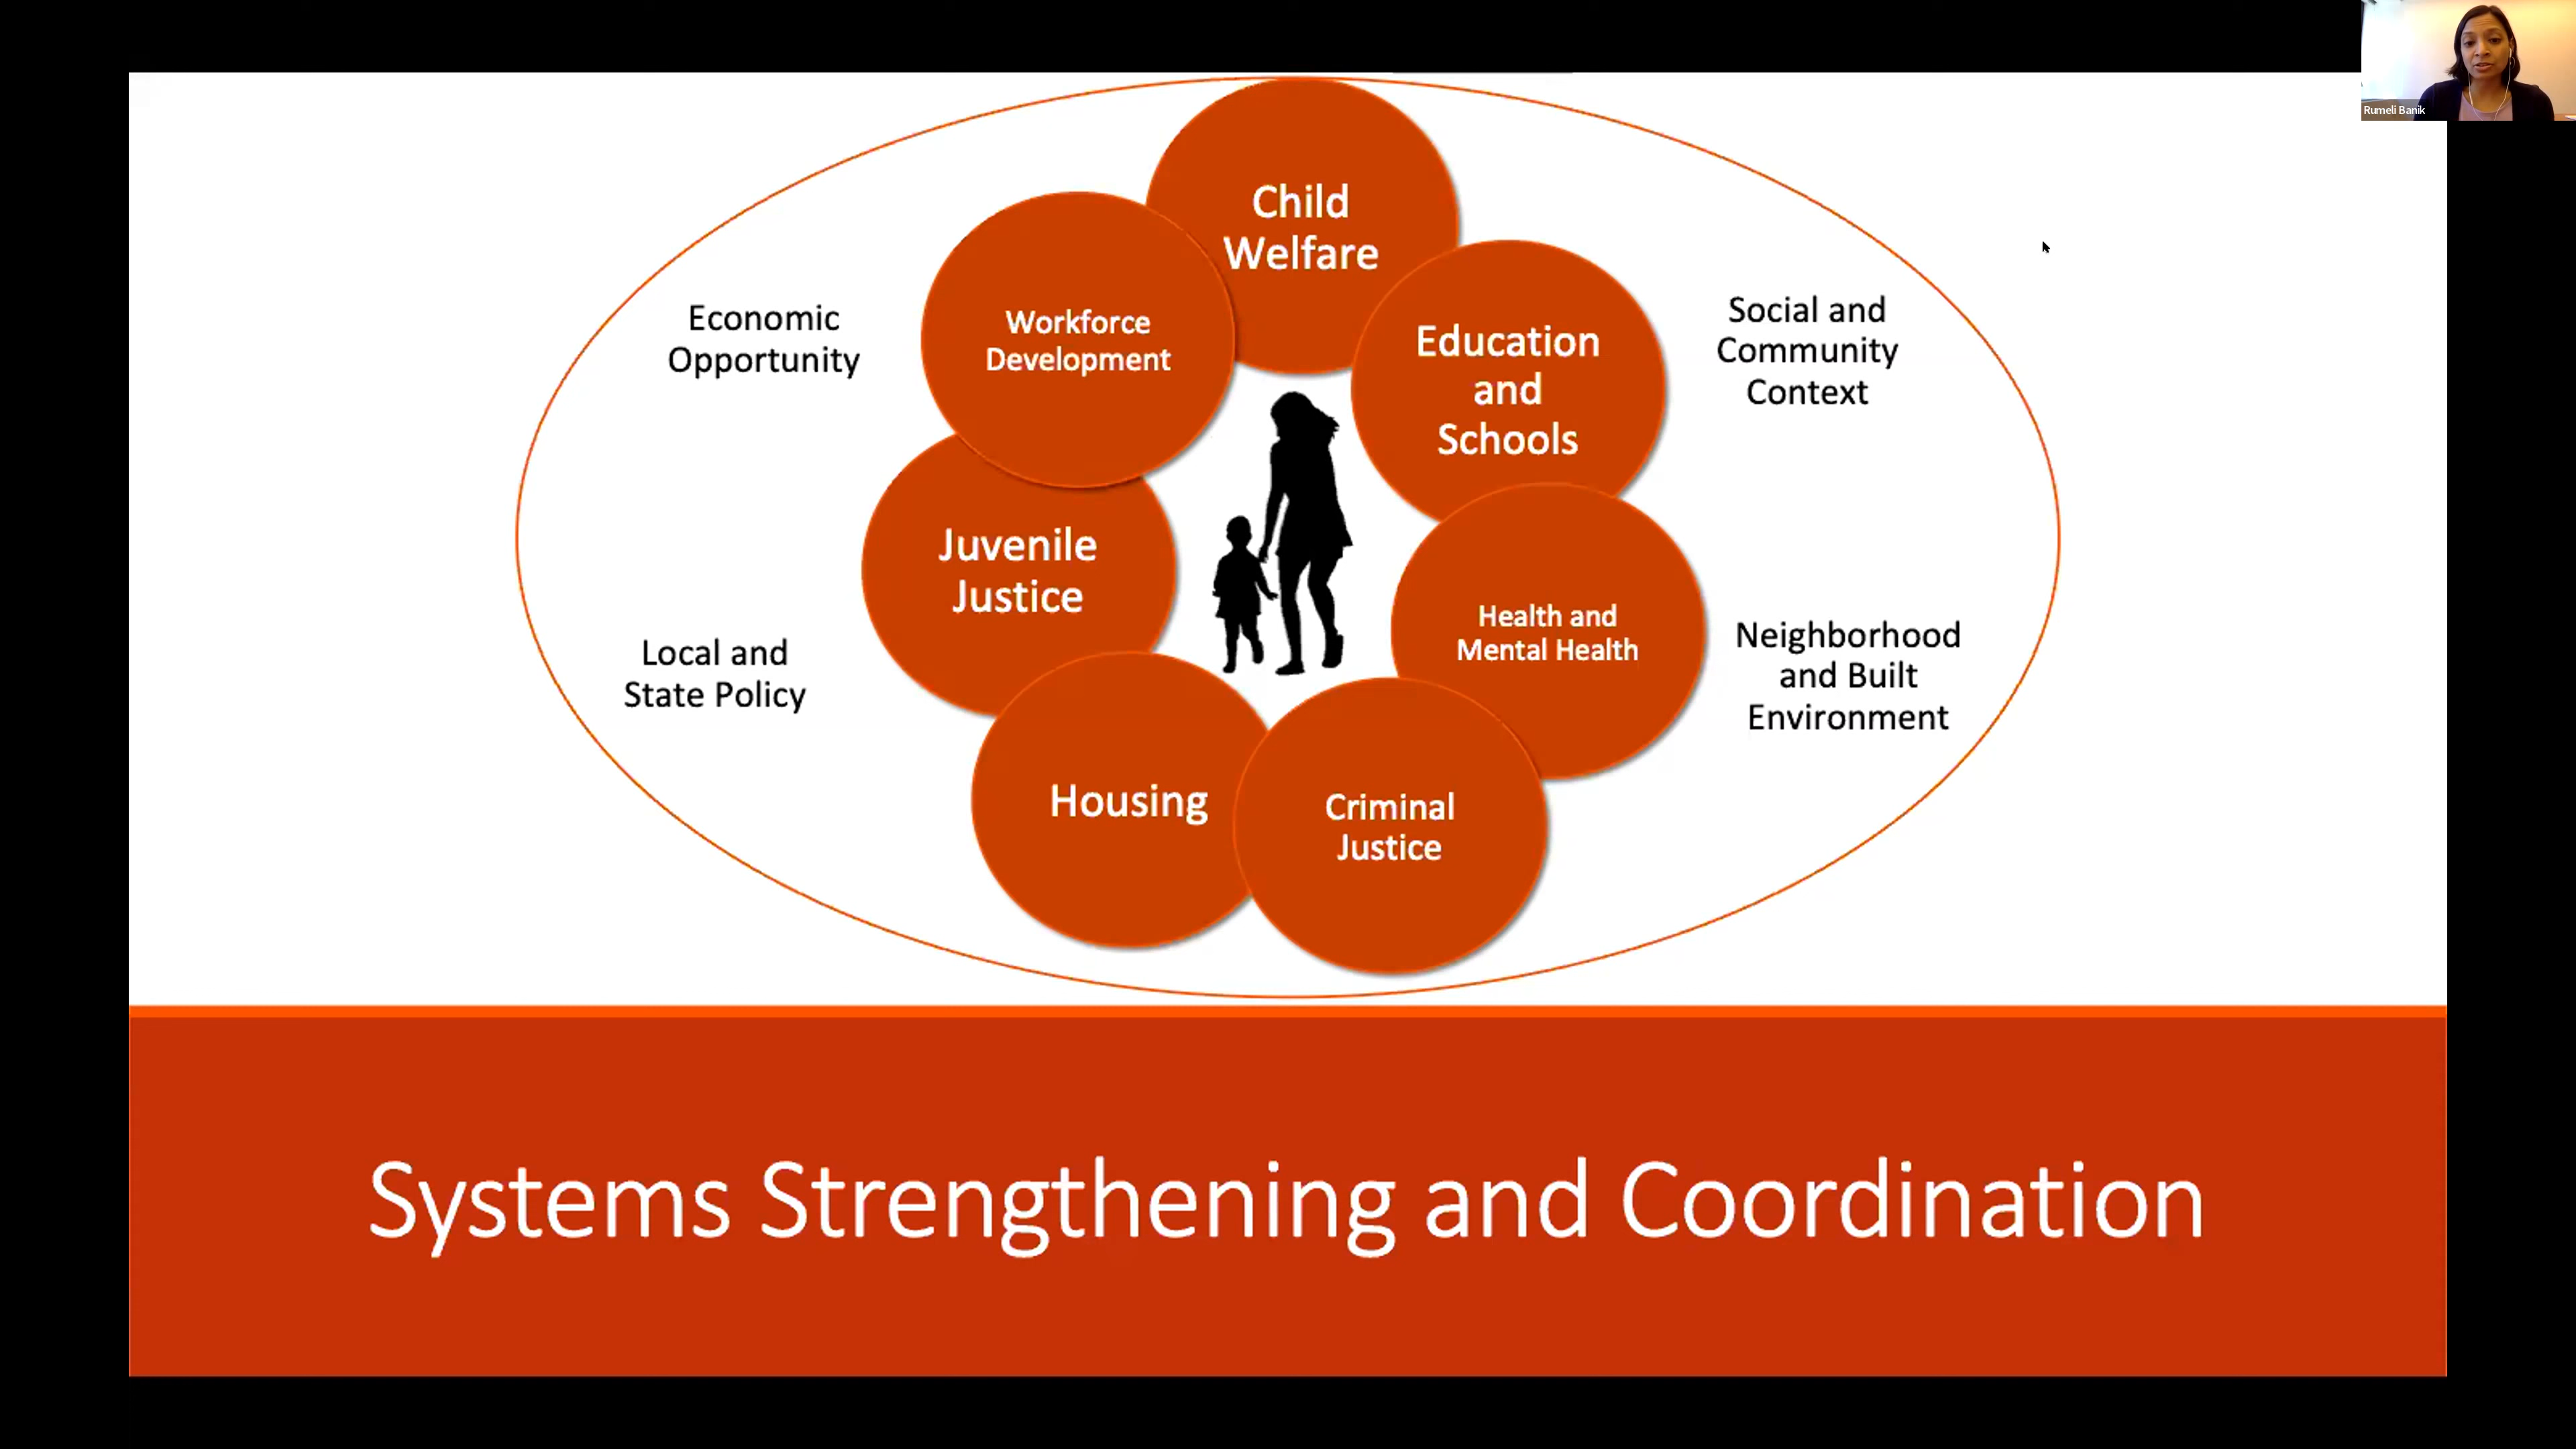 Rumeli Banik
Child
Welfare
Workforce
Development
Education
and
Schools
Economic
Opportunity
Social and
Community
Context
Juvenile
Justice
Health and
Mental Health
Local and
State Policy
Neighborhood
and Built
Environment
Housing
Criminal
Justice
Systems Strengthening and Coordination